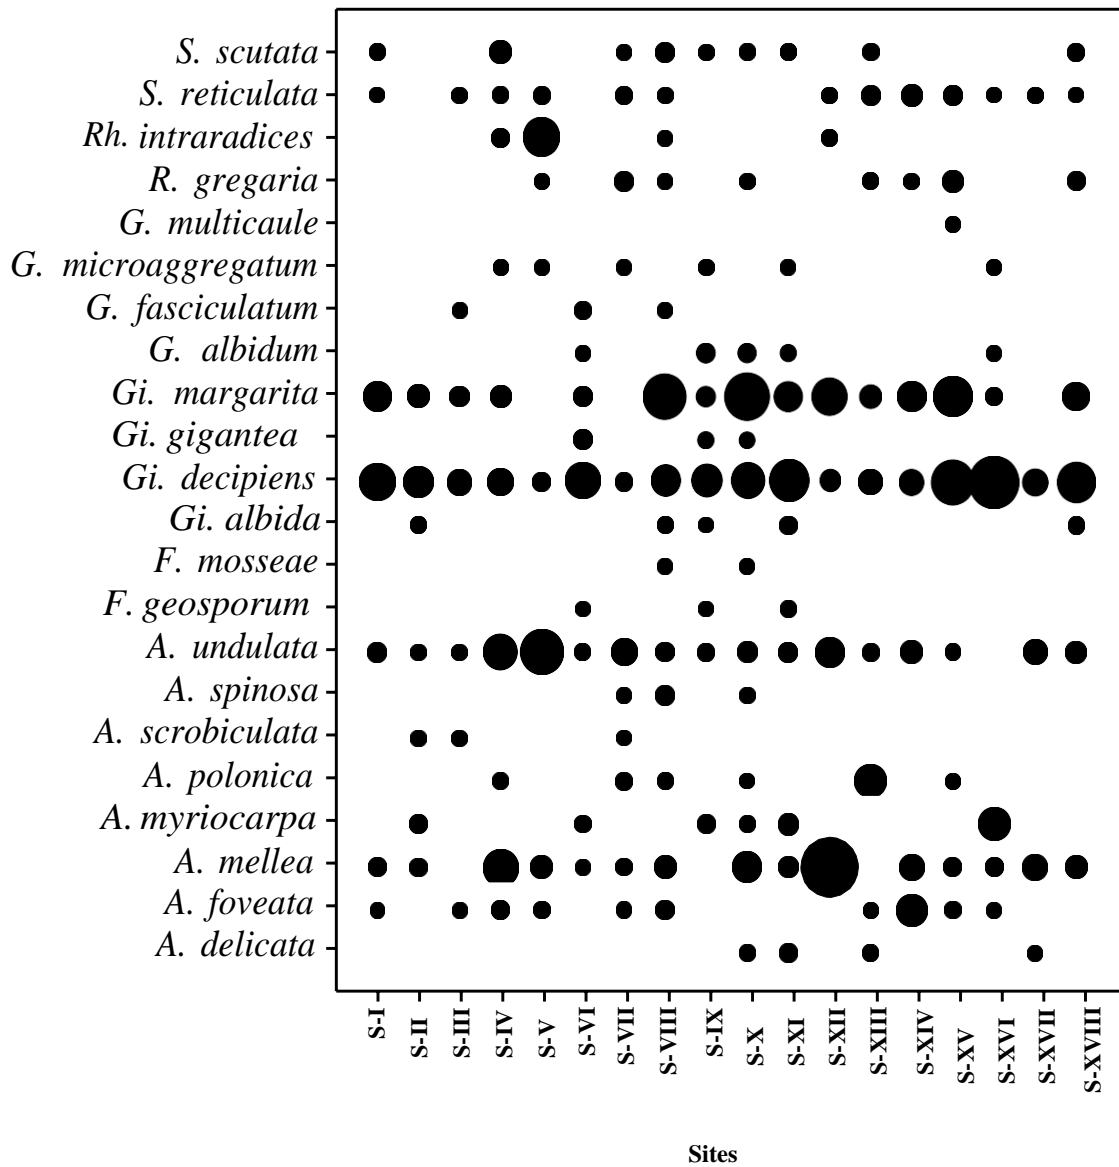 S. scutata
S. reticulata
Rh. intraradices
R. gregaria
G. multicaule
G. microaggregatum
G. fasciculatum
G. albidum
Gi. margarita
Gi. gigantea
Gi. decipiens
Gi. albida
F. mosseae
F. geosporum
A. undulata
A. spinosa
A. scrobiculata
A. polonica
A. myriocarpa
A. mellea
A. foveata
A. delicata
S-I
S-II
S-III
S-IV
S-V
S-VI
S-VII
S-VIII
S-IX
S-X
S-XI
S-XII
S-XIII
S-XIV
S-XV
S-XVI
S-XVII
S-XVIII
Sites